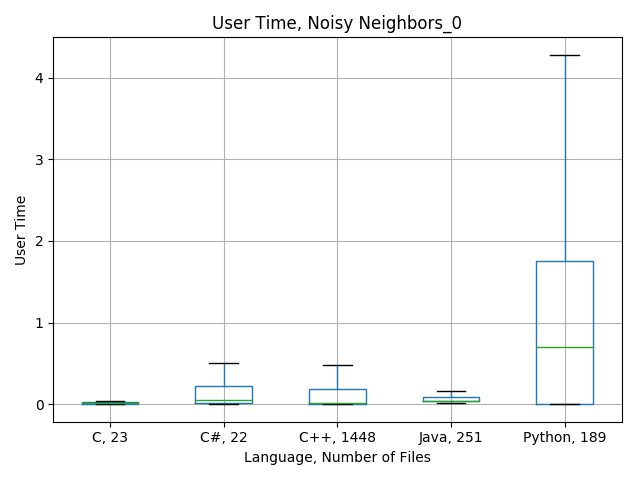 User Time, Noisy Neighbors_0
User Time
4
3
2
1
0
C, 23 C#, 22 C++, 1448 Java, 251 Python, 189
Language, Number of Files